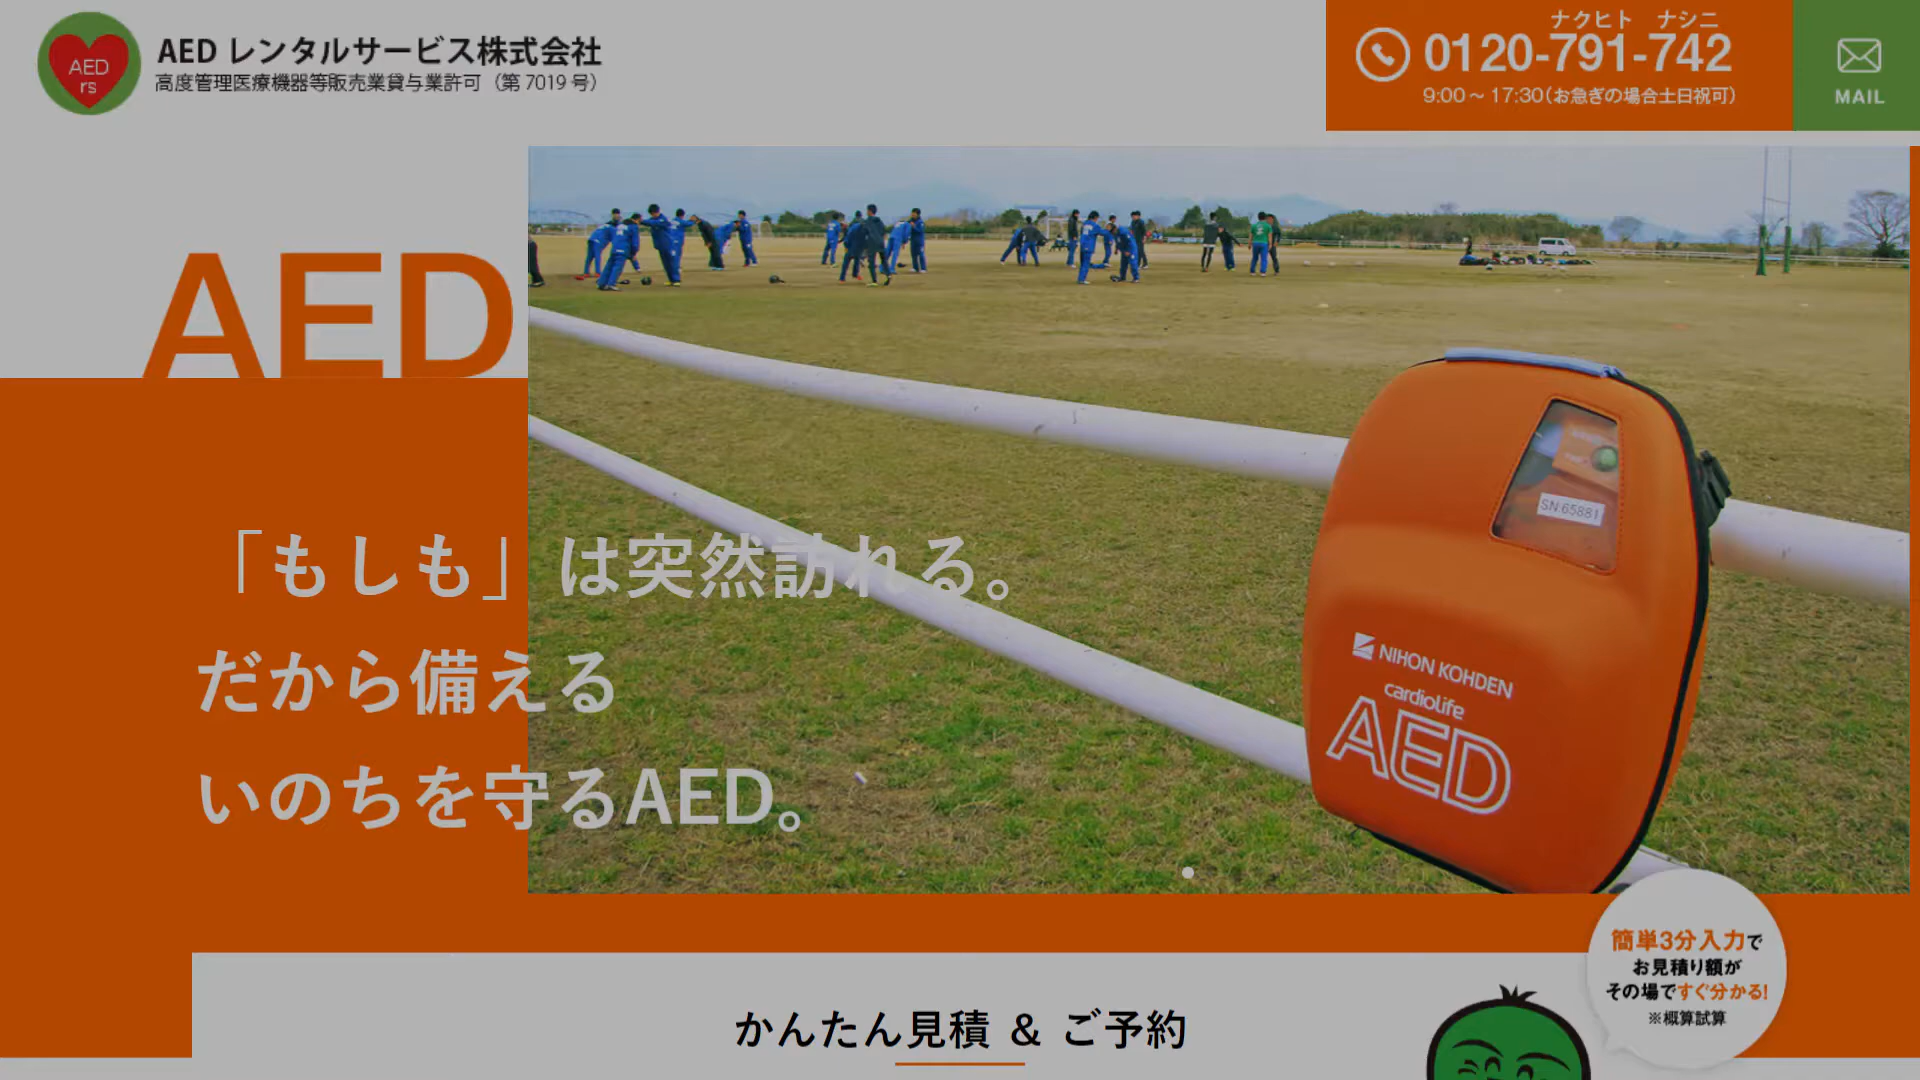 AED
rs
AED レンタルサービス株式会社
高度管理医療機器等販売業貸与業許可（第 7019 号）
ナクヒト　ナシニ
0120-791-742
9:00 ～ 17:30（お急ぎの場合土日祝可）
MAIL
AED
「もしも」は突然訪れる。
だから備える
いのちを守るAED。
SN:65881
NIHON KOHDEN
cardiolife
AED
簡単3分入力で
お見積り額が
その場ですぐ分かる!
※概算試算
かんたん見積 ＆ ご予約